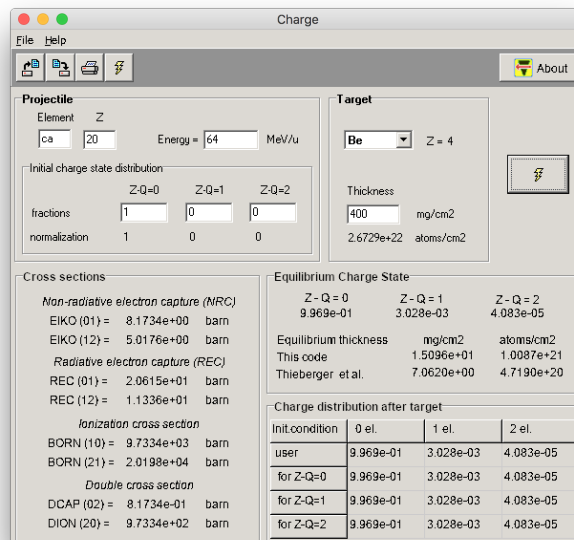 Charge
File Help
About
Projectile
Element Z
ca 20 Energy = 64 MeV/u
Initial charge state distribution
Z-Q=0 Z-Q=1 Z-Q=2
fractions 1 0 0
normalization 1 0 0
Target
Be Z = 4
Thickness
400 mg/cm2
2.6729e+22 atoms/cm2
Cross sections
Non-radiative electron capture (NRC)
EIKO (01) = 8.1734e+00 barn
EIKO (12) = 5.0176e+00 barn
Radiative electron capture (REC)
REC (01) = 2.0615e+01 barn
REC (12) = 1.1336e+01 barn
Ionization cross section
BORN (10) = 9.7334e+03 barn
BORN (21) = 2.0198e+04 barn
Double cross section
DCAP (02) = 8.1734e-01 barn
DION (20) = 9.7334e+02 barn
Equilibrium Charge State
Z - Q = 0 Z - Q = 1 Z - Q = 2
9.969e-01 3.028e-03 4.083e-05
Equilibrium thickness mg/cm2 atoms/cm2
This code 1.5096e+01 1.0087e+21
Thieberger et al. 7.0620e+00 4.7190e+20
Charge distribution after target
Init.condition 0 el. 1 el. 2 el.
user 9.969e-01 3.028e-03 4.083e-05
for Z-Q=0 9.969e-01 3.028e-03 4.083e-05
for Z-Q=1 9.969e-01 3.028e-03 4.083e-05
for Z-Q=2 9.969e-01 3.028e-03 4.083e-05